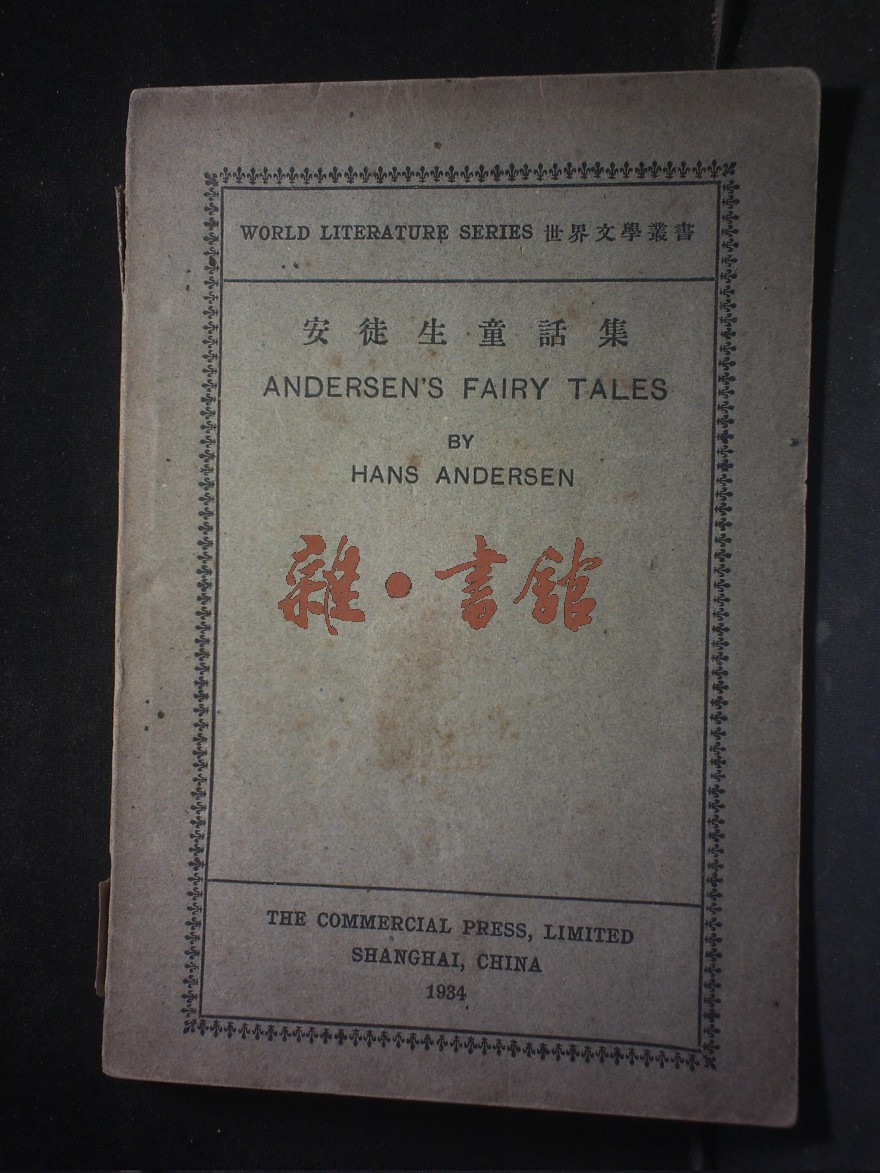 WORLD LITERATURE SERIES 世界文學叢書
安徒生童話集
ANDERSEN'S FAIRY TALES
BY
HANS ANDERSEN
雜·書館
THE COMMERCIAL PRESS, LIMITED
SHANGHAI, CHINA
1934